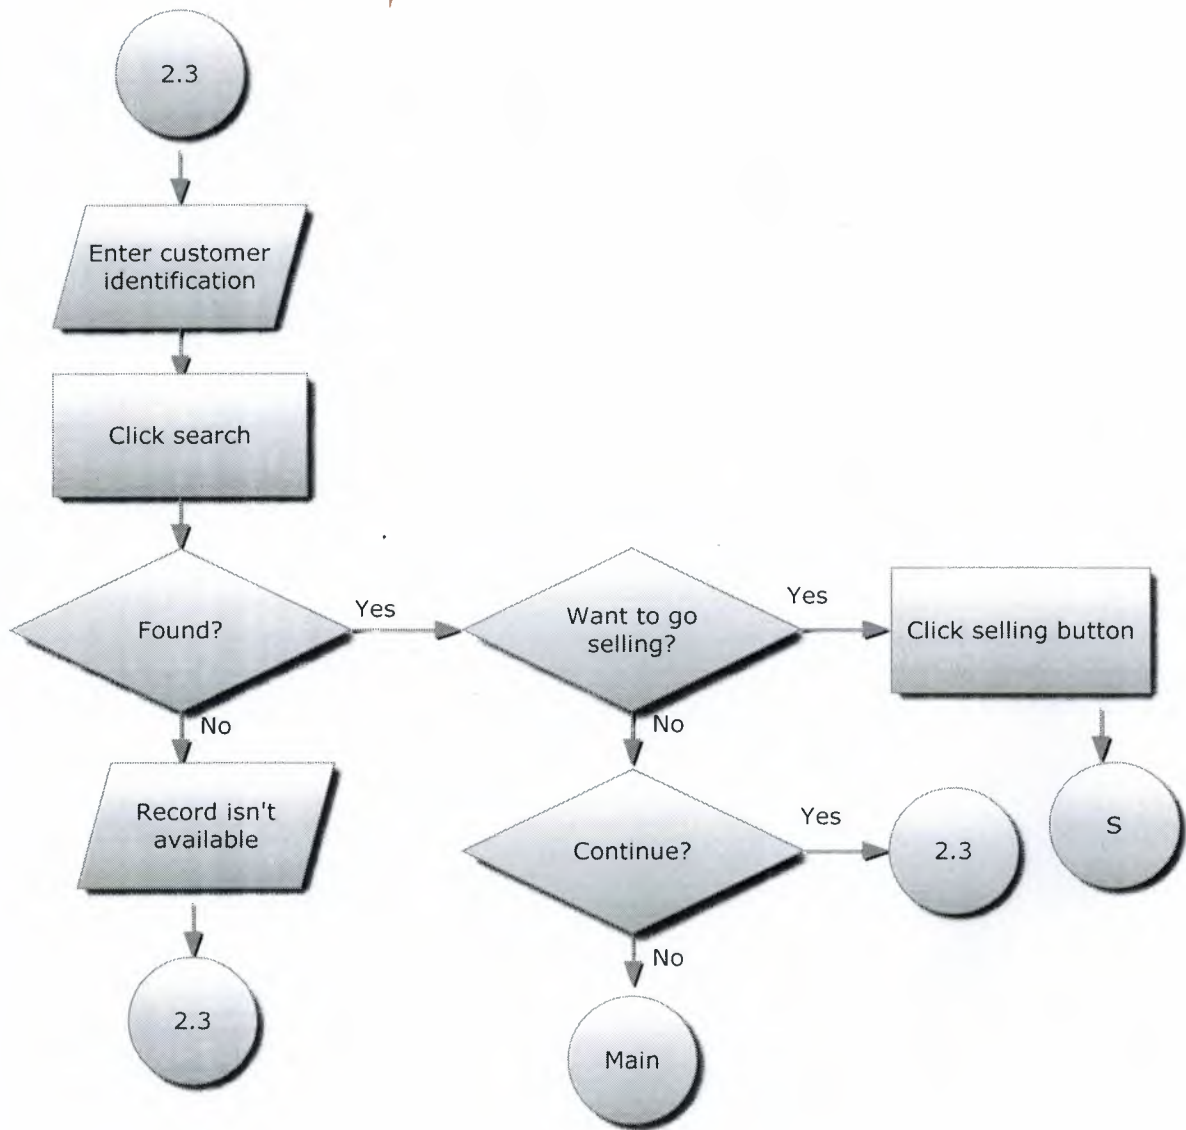 2.3
Enter customer
identification
Click search
Found?
Yes
Want to go
selling?
Yes
Click selling button
No
No
Record isn't
available
Continue?
Yes
2.3
S
2.3
No
Main